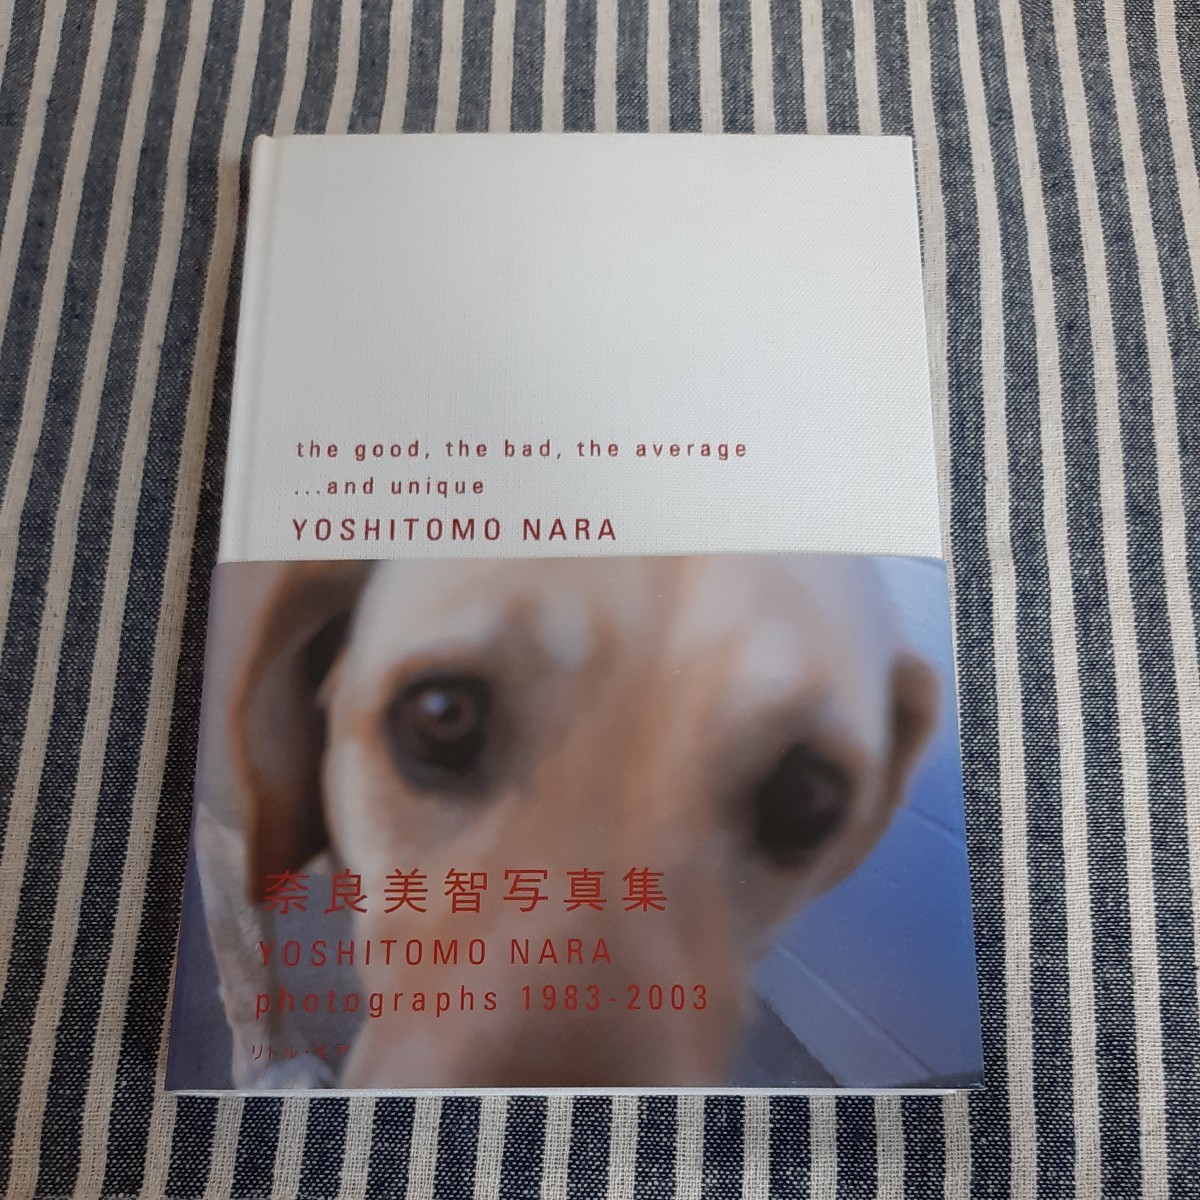 the good, the bad, the average
...and unique
YOSHITOMO NARA
奈良美智写真集
YOSHITOMO NARA
photographs 1983-2003
リトル・モア